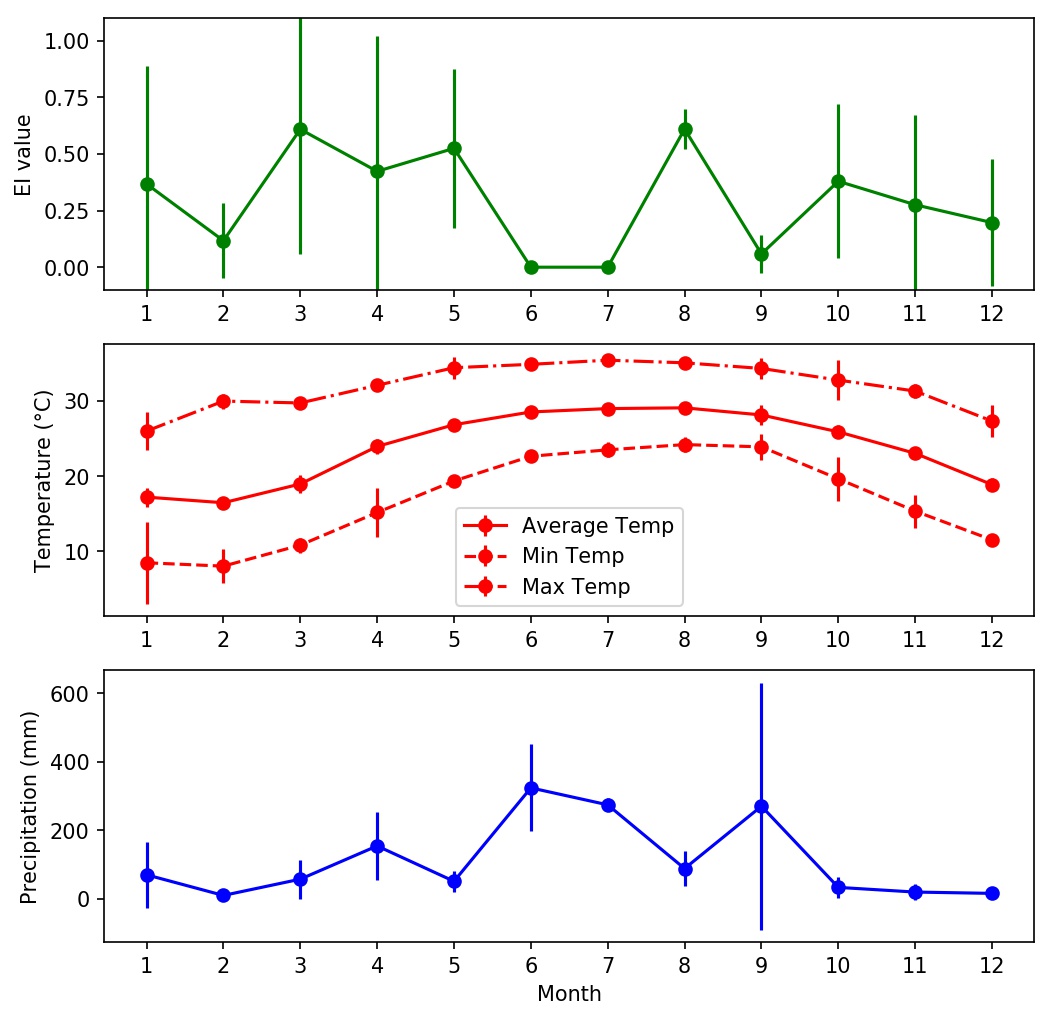 EI value
1.00
0.75
0.50
0.25
0.00
1 2 3 4 5 6 7 8 9 10 11 12
Temperature (°C)
30
20
10
Average Temp
Min Temp
Max Temp
1 2 3 4 5 6 7 8 9 10 11 12
Precipitation (mm)
600
400
200
0
1 2 3 4 5 6 7 8 9 10 11 12
Month